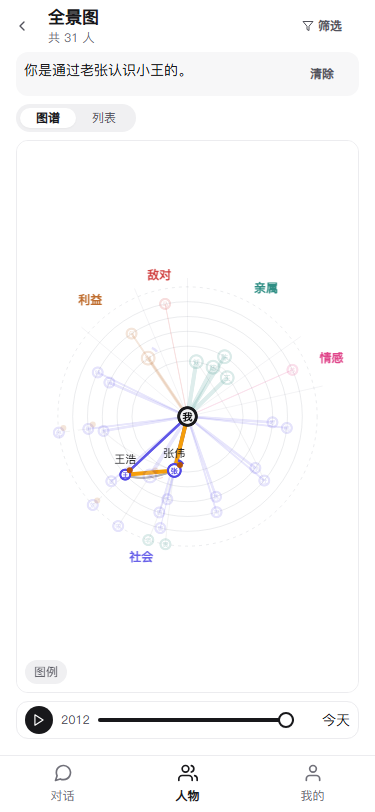 全景图
共 31 人
筛选
你是通过老张认识小王的。
清除
图谱
列表
敌对
利益
亲属
情感
我
王浩
张伟
张
社会
图例
2012
今天
对话
人物
我的